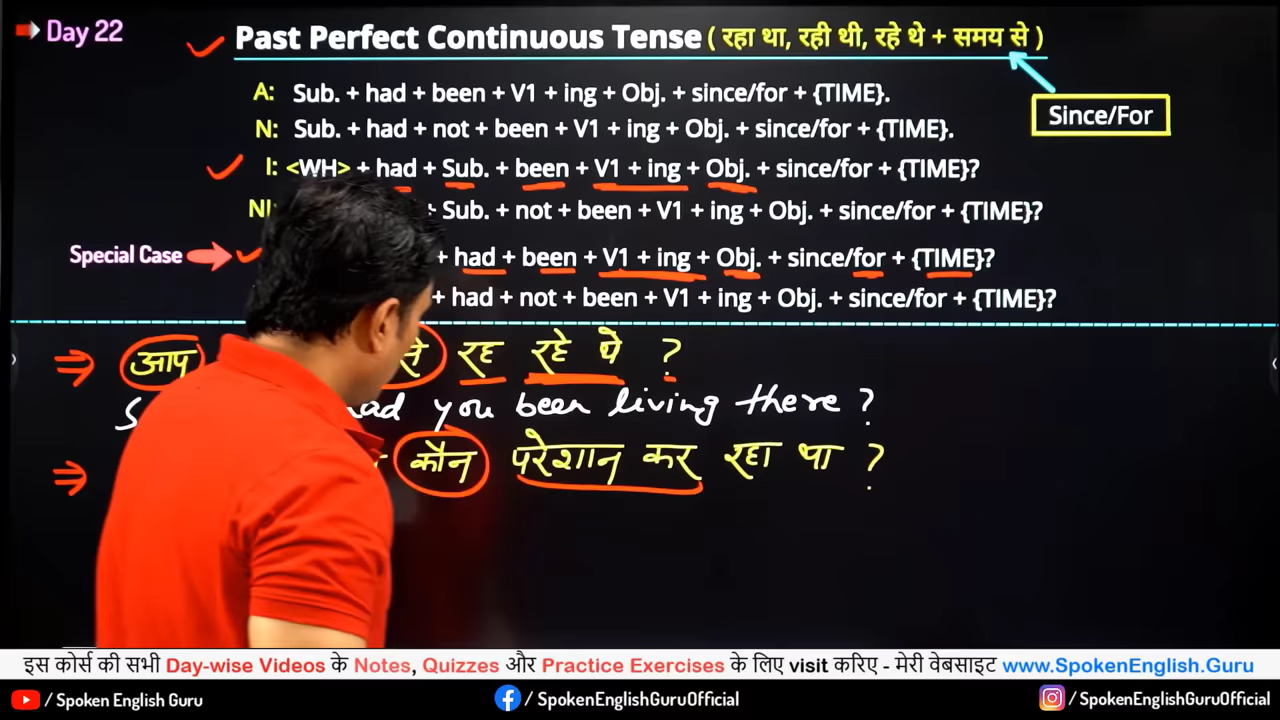 Day 22
Past Perfect Continuous Tense ( रहा था, रही थी, रहे थे + समय से )
A: Sub. + had + been + V1 + ing + Obj. + since/for + {TIME}.
Since/For
N: Sub. + had + not + been + V1 + ing + Obj. + since/for + {TIME}.
I: <WH> + had + Sub. + been + V1 + ing + Obj. + since/for + {TIME}?
+ Sub. + not + been + V1 + ing + Obj. + since/for + {TIME}?
Special Case + had + been + V1 + ing + Obj. + since/for + {TIME}?
+ had + not + been + V1 + ing + Obj. + since/for + {TIME}?
आप से रह रहे थे ?
had you been living there ?
कौन परेशान कर रहा था ?
इस कोर्स की सभी Day-wise Videos के Notes, Quizzes और Practice Exercises के लिए visit करिए - मेरी वेबसाइट www.SpokenEnglish.Guru
/ Spoken English Guru / SpokenEnglishGuruOfficial / SpokenEnglishGuruOfficial